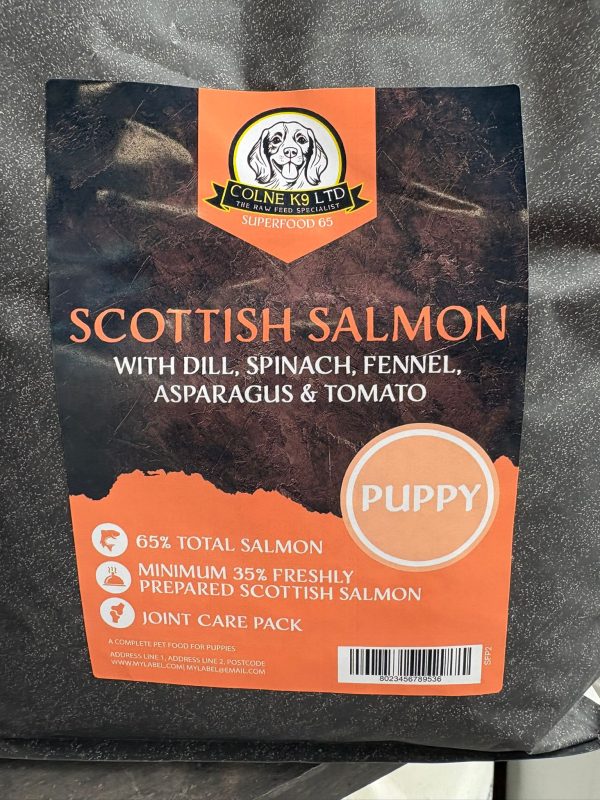 COLNE K9 LTD
THE RAW FEED SPECIALIST
SUPERFOOD 65
SCOTTISH SALMON
WITH DILL, SPINACH, FENNEL,
ASPARAGUS & TOMATO
PUPPY
65% TOTAL SALMON
MINIMUM 35% FRESHLY
PREPARED SCOTTISH SALMON
JOINT CARE PACK
A COMPLETE PET FOOD FOR PUPPIES
ADDRESS LINE 1, ADDRESS LINE 2, POSTCODE
WWW.MYLABEL.COM| MYLABEL@EMAIL.COM
8023456789536
SFP2